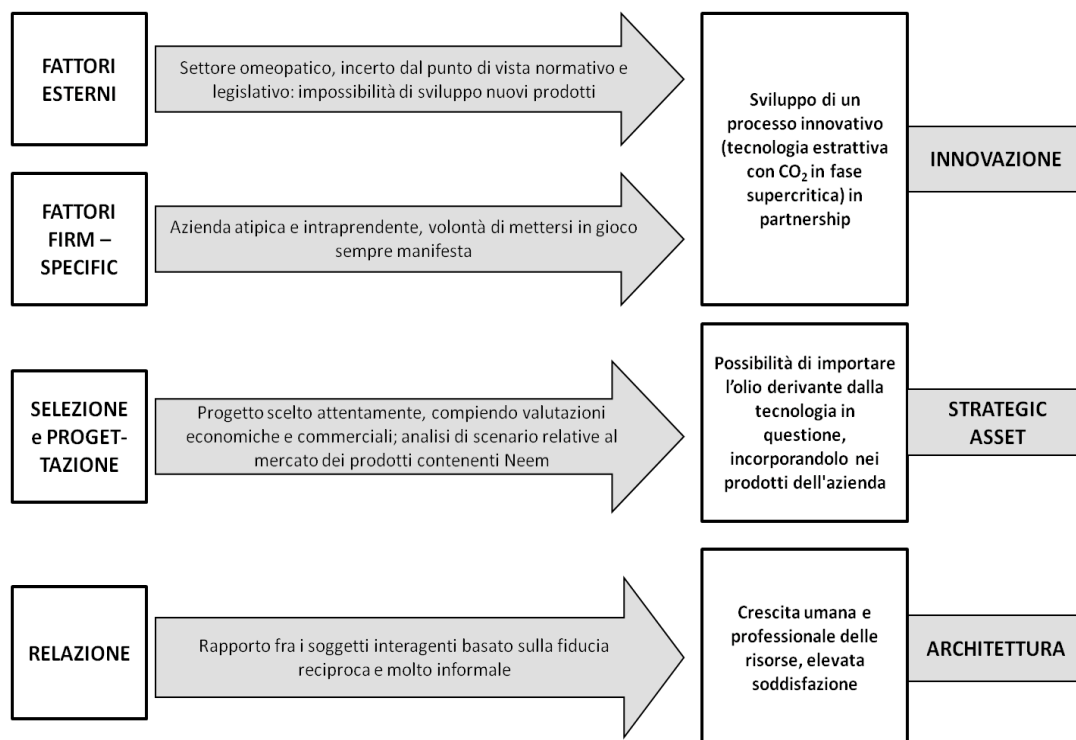 FATTORI
ESTERNI
Settore omeopatico, incerto dal punto di vista normativo e
legislativo: impossibilità di sviluppo nuovi prodotti
Sviluppo di un
processo innovativo
(tecnologia estrattiva
con CO₂ in fase
supercritica) in
partnership
INNOVAZIONE
FATTORI
FIRM –
SPECIFIC
Azienda atipica e intraprendente, volontà di mettersi in gioco
sempre manifesta
SELEZIONE
e PROGET-
TAZIONE
Progetto scelto attentamente, compiendo valutazioni
economiche e commerciali; analisi di scenario relative al
mercato dei prodotti contenenti Neem
Possibilità di importare
l’olio derivante dalla
tecnologia in
questione,
incorporandolo nei
prodotti dell'azienda
STRATEGIC
ASSET
RELAZIONE
Rapporto fra i soggetti interagenti basato sulla fiducia
reciproca e molto informale
Crescita umana e
professionale delle
risorse, elevata
soddisfazione
ARCHITETTURA